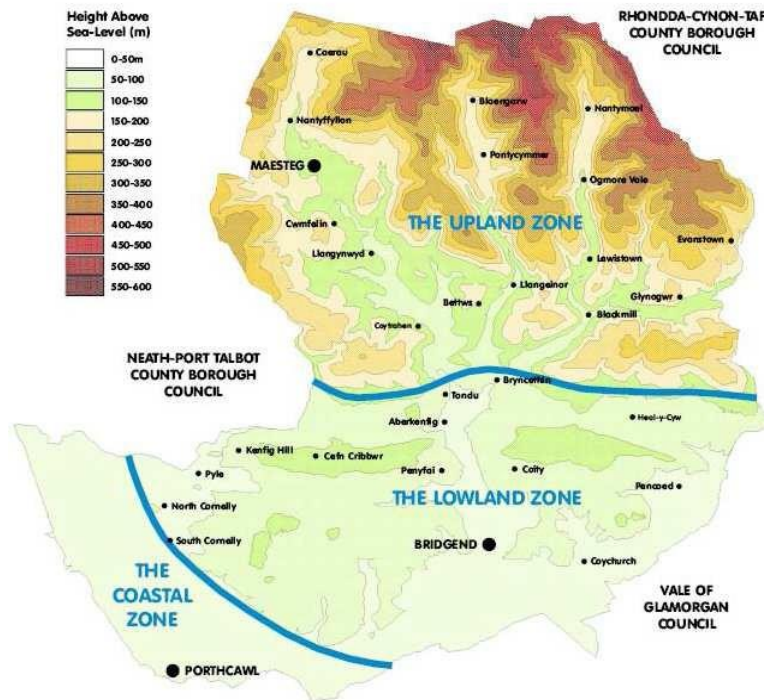 Height Above
Sea-Level (m)
0-50m
50-100
100-150
150-200
200-250
250-300
300-350
350-400
400-450
450-500
500-550
550-600
RHONDDA-CYNON-TAF
COUNTY BOROUGH
COUNCIL
Caerau
Blaengarw
Nantymoel
Nantyffyllon
Pontycymmer
MAESTEG
Ogmore Vale
Cwmfelin
THE UPLAND ZONE
Evanstown
Llangynwyd
Lewistown
Llangeinor
Glynogwr
Bettws
Blackmill
Coytrahen
NEATH-PORT TALBOT
COUNTY BOROUGH
COUNCIL
Bryncethin
Tondu
Heol-y-Cyw
Aberkenfig
Kenfig Hill
Cefn Cribbwr
Pyle
Penyfai
Coity
Pencoed
THE LOWLAND ZONE
North Cornelly
South Cornelly
BRIDGEND
Coychurch
THE
COASTAL
ZONE
VALE OF
GLAMORGAN
COUNCIL
PORTHCAWL